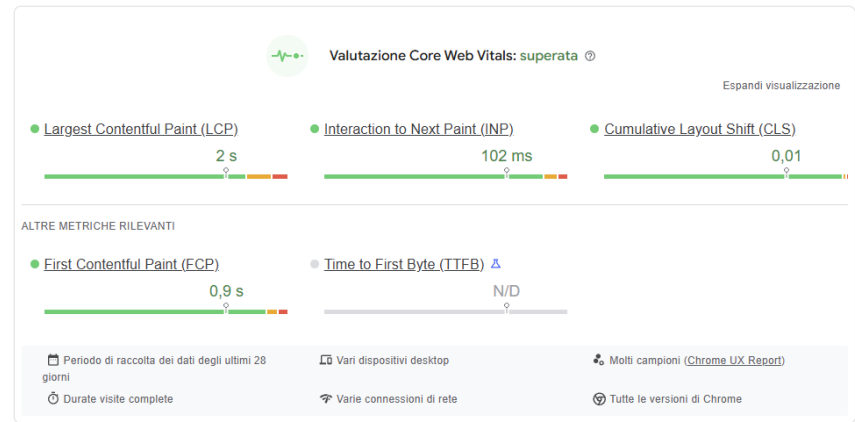 Valutazione Core Web Vitals: superata
Espandi visualizzazione
Largest Contentful Paint (LCP)
2 s
Interaction to Next Paint (INP)
102 ms
Cumulative Layout Shift (CLS)
0,01
ALTRE METRICHE RILEVANTI
First Contentful Paint (FCP)
0,9 s
Time to First Byte (TTFB)
N/D
Periodo di raccolta dei dati degli ultimi 28
giorni
Vari dispositivi desktop
Molti campioni (Chrome UX Report)
Durate visite complete
Varie connessioni di rete
Tutte le versioni di Chrome